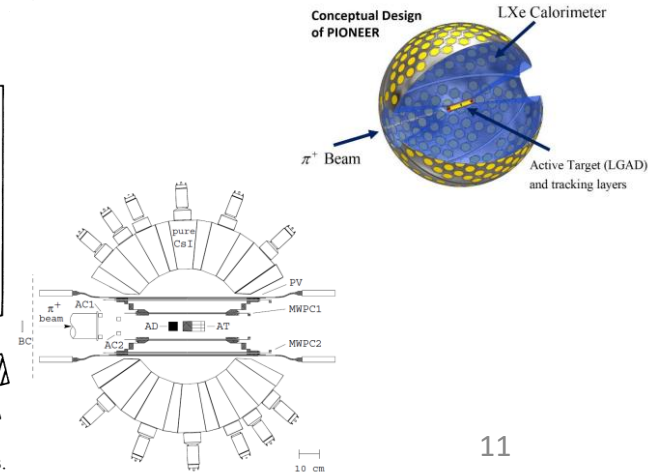 Conceptual Design
of PIONEER
LXe Calorimeter
π+ Beam
Active Target (LGAD)
and tracking layers
pure
CsI
PV
π+
beam
AC1
MWPC1
AD
AT
BC
AC2
MWPC2
s.
10 cm
11